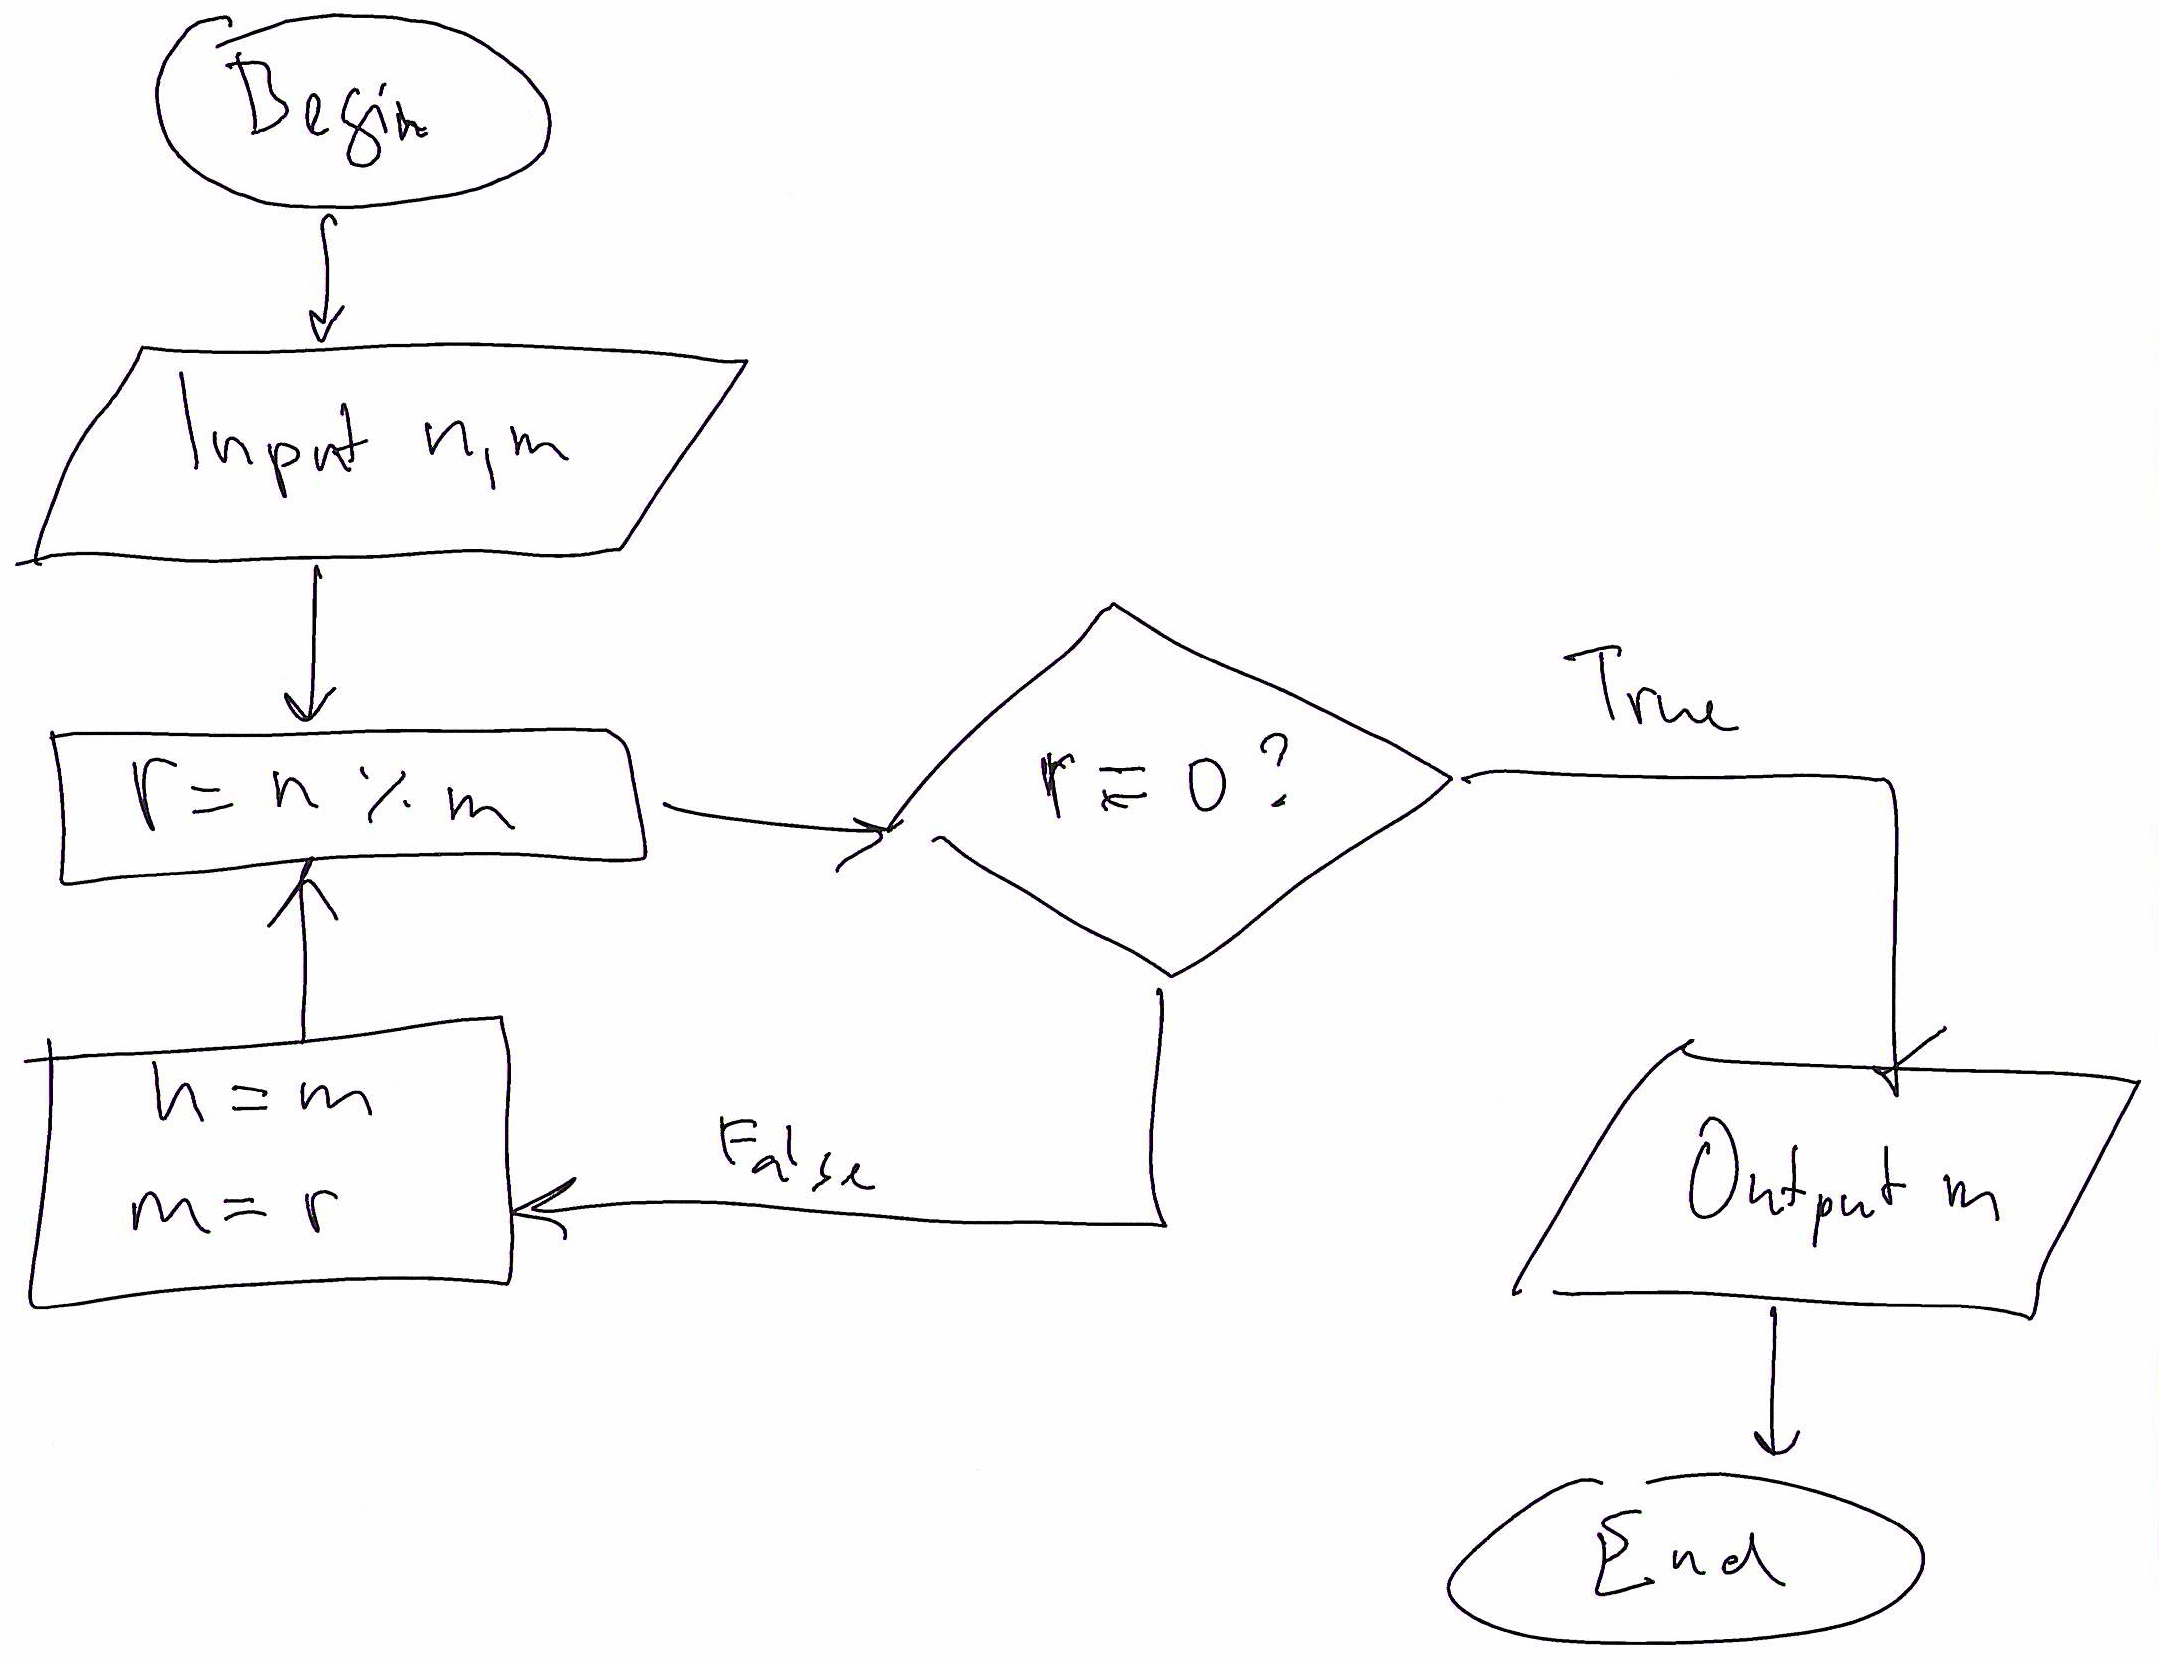 Begin
Input n, m
r = n % m
r = 0 ?
True
False
n = m
m = r
Output m
End